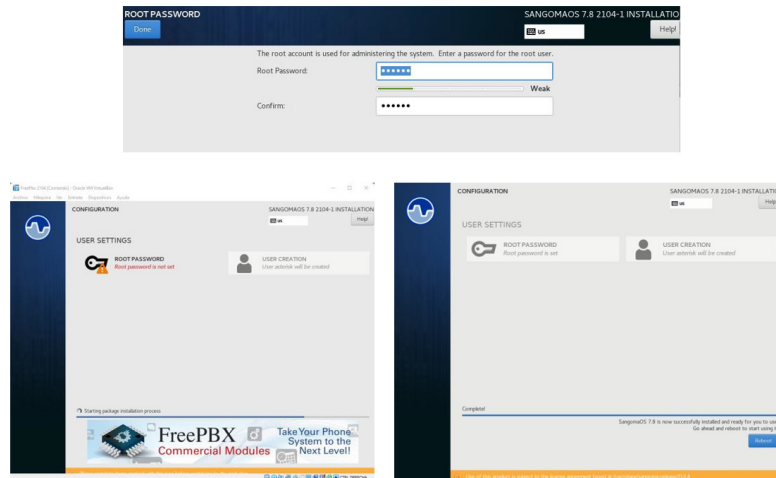 ROOT PASSWORD
SANGOMAOS 7.8 2104-1 INSTALLATIO
Done
us
Help!
The root account is used for administering the system. Enter a password for the root user.
Root Password:
••••••
Weak
Confirm:
••••••
CONFIGURATION
SANGOMAOS 7.8 2104-1 INSTALLATION
us
Help!
USER SETTINGS
ROOT PASSWORD
Root password is not set
USER CREATION
User asterisk will be created
Starting package installation process
FreePBX
Commercial Modules
Take Your Phone
System to the
Next Level!
CONFIGURATION
SANGOMAOS 7.8 2104-1 INSTALLATIO
us
Help
USER SETTINGS
ROOT PASSWORD
Root password is set
USER CREATION
User asterisk will be created
Complete!
SangomaOS 7.8 is now successfully installed and ready for you to use
Go ahead and reboot to start using
Reboot